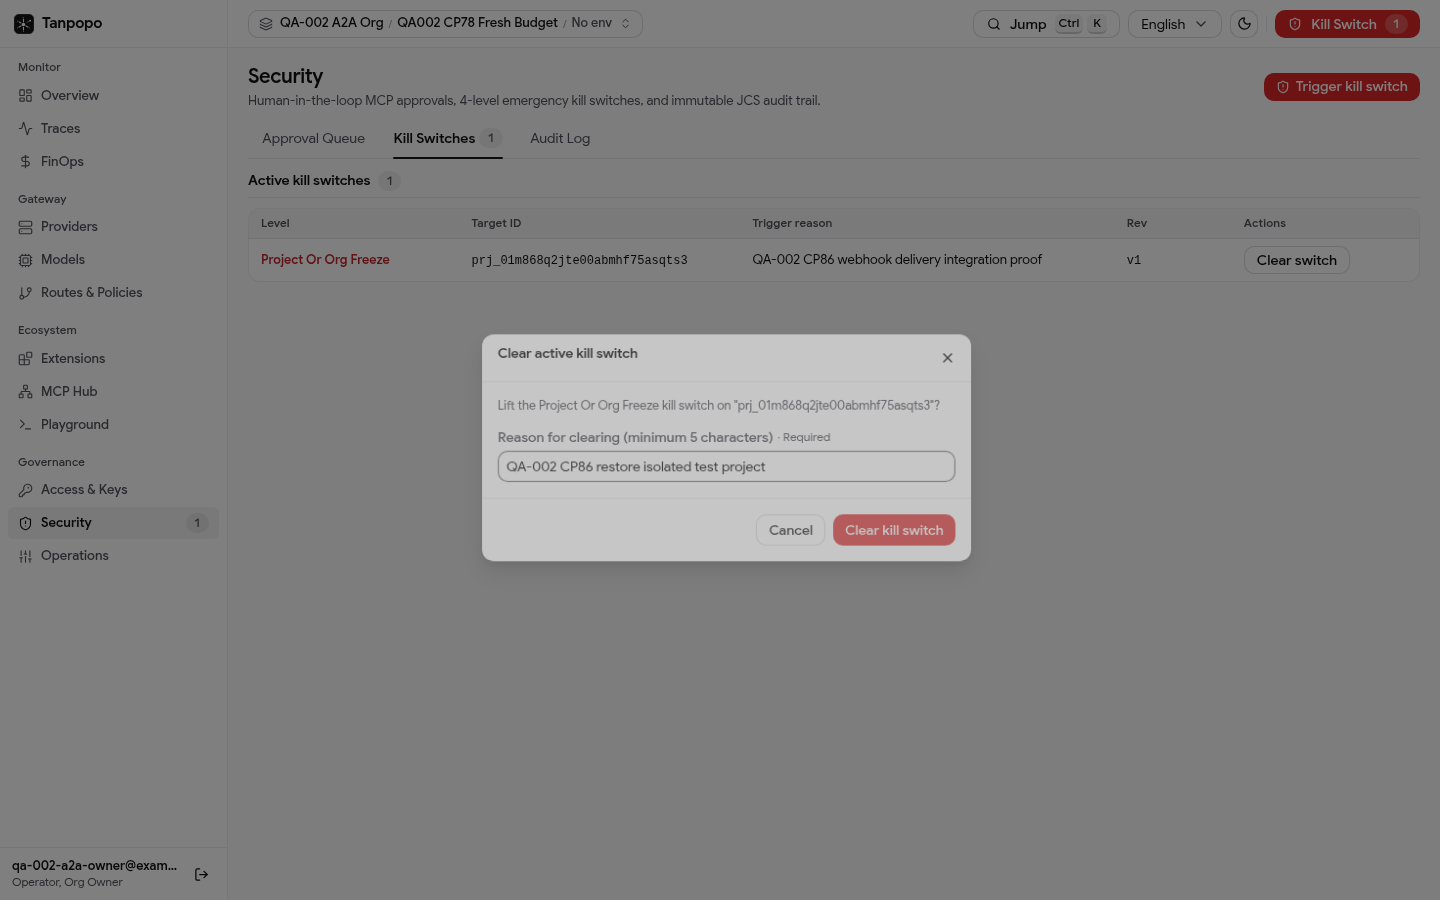 Tanpopo
QA-002 A2A Org / QA002 CP78 Fresh Budget / No env
Jump Ctrl K
English
Kill Switch 1
Monitor
Overview
Traces
FinOps
Gateway
Providers
Models
Routes & Policies
Ecosystem
Extensions
MCP Hub
Playground
Governance
Access & Keys
Security 1
Operations
qa-002-a2a-owner@exam...
Operator, Org Owner
Security
Human-in-the-loop MCP approvals, 4-level emergency kill switches, and immutable JCS audit trail.
Trigger kill switch
Approval Queue Kill Switches 1 Audit Log
Active kill switches 1
Level Target ID Trigger reason Rev Actions
Project Or Org Freeze prj_01m868q2jte00abmhf75asqts3 QA-002 CP86 webhook delivery integration proof v1 Clear switch
Clear active kill switch
Lift the Project Or Org Freeze kill switch on "prj_01m868q2jte00abmhf75asqts3"?
Reason for clearing (minimum 5 characters) · Required
QA-002 CP86 restore isolated test project
Cancel Clear kill switch